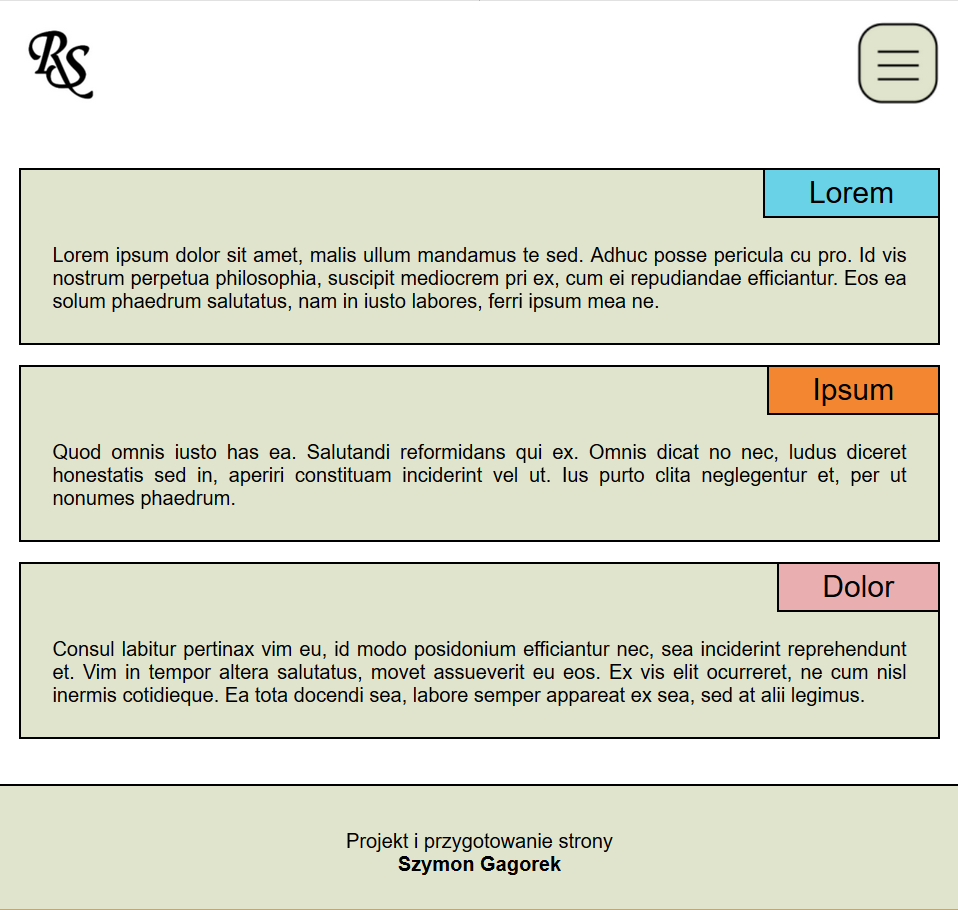 RS
Lorem
Lorem ipsum dolor sit amet, malis ullum mandamus te sed. Adhuc posse pericula cu pro. Id vis
nostrum perpetua philosophia, suscipit mediocrem pri ex, cum ei repudiandae efficiantur. Eos ea
solum phaedrum salutatus, nam in iusto labores, ferri ipsum mea ne.
Ipsum
Quod omnis iusto has ea. Salutandi reformidans qui ex. Omnis dicat no nec, ludus diceret
honestatis sed in, aperiri constituam inciderint vel ut. Ius purto clita neglegentur et, per ut
nonumes phaedrum.
Dolor
Consul labitur pertinax vim eu, id modo posidonium efficiantur nec, sea inciderint reprehendunt
et. Vim in tempor altera salutatus, movet assueverit eu eos. Ex vis elit ocurreret, ne cum nisl
inermis cotidieque. Ea tota docendi sea, labore semper appareat ex sea, sed at alii legimus.
Projekt i przygotowanie strony
Szymon Gagorek